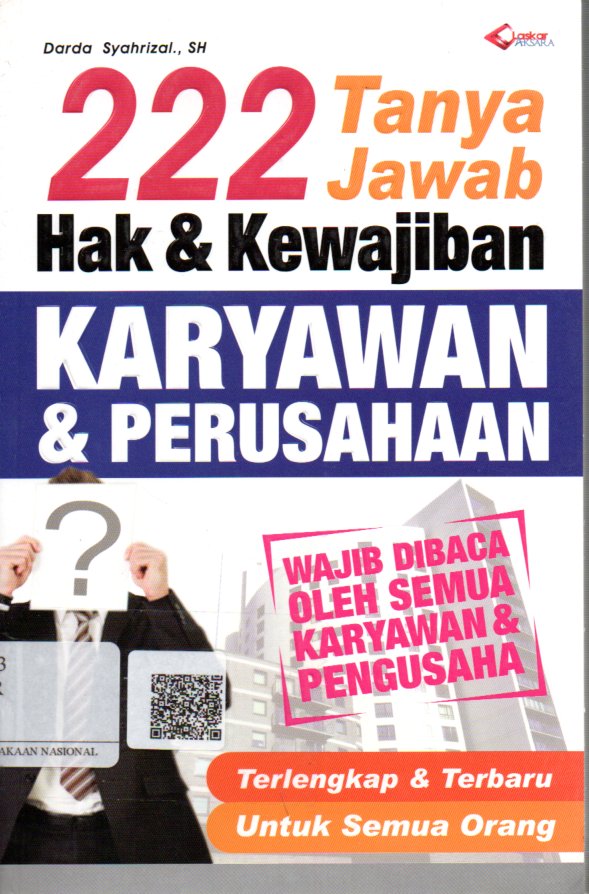 Darda Syahrizal., SH
Laskar
AKSARA
222
Tanya
Jawab
Hak & Kewajiban
KARYAWAN
& PERUSAHAAN
?
WAJIB DIBACA
OLEH SEMUA
KARYAWAN &
PENGUSAHA
3
R
AKAAN NASIONAL
Terlengkap & Terbaru
Untuk Semua Orang